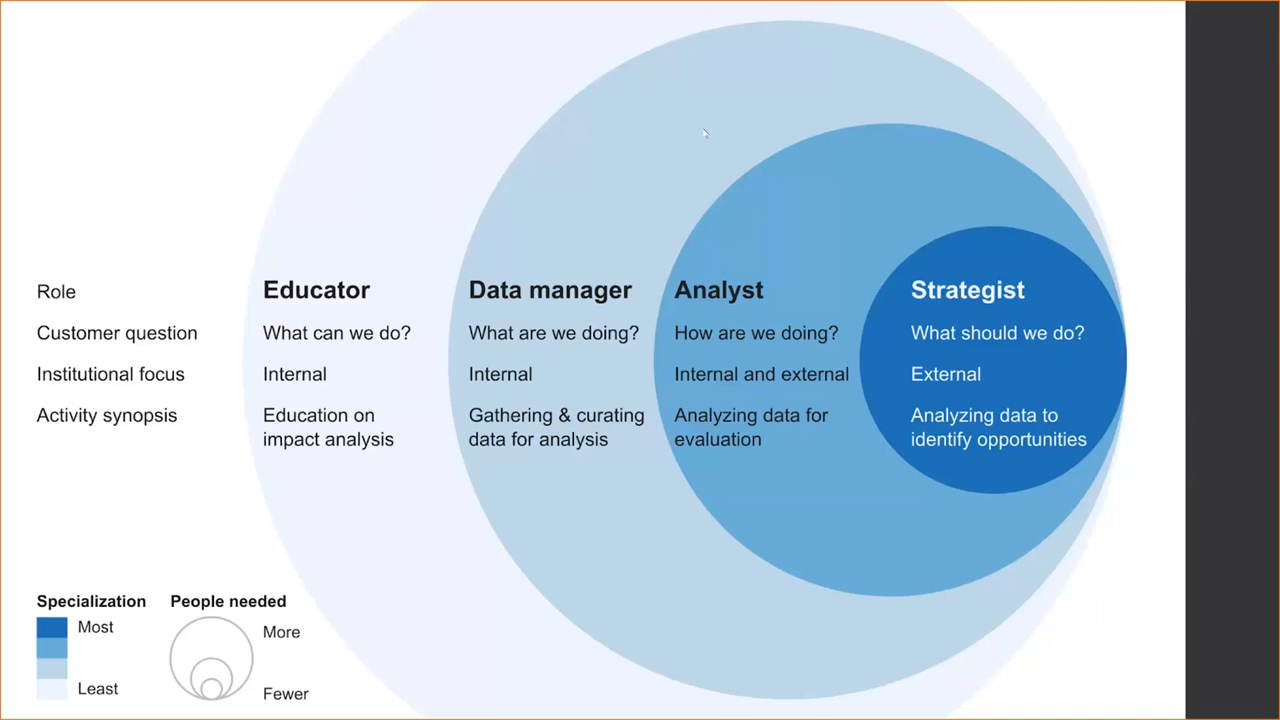 Role
Educator
Data manager
Analyst
Strategist
Customer question
What can we do?
What are we doing?
How are we doing?
What should we do?
Institutional focus
Internal
Internal
Internal and external
External
Activity synopsis
Education on
impact analysis
Gathering & curating
data for analysis
Analyzing data for
evaluation
Analyzing data to
identify opportunities
Specialization
Most
Least
People needed
More
Fewer